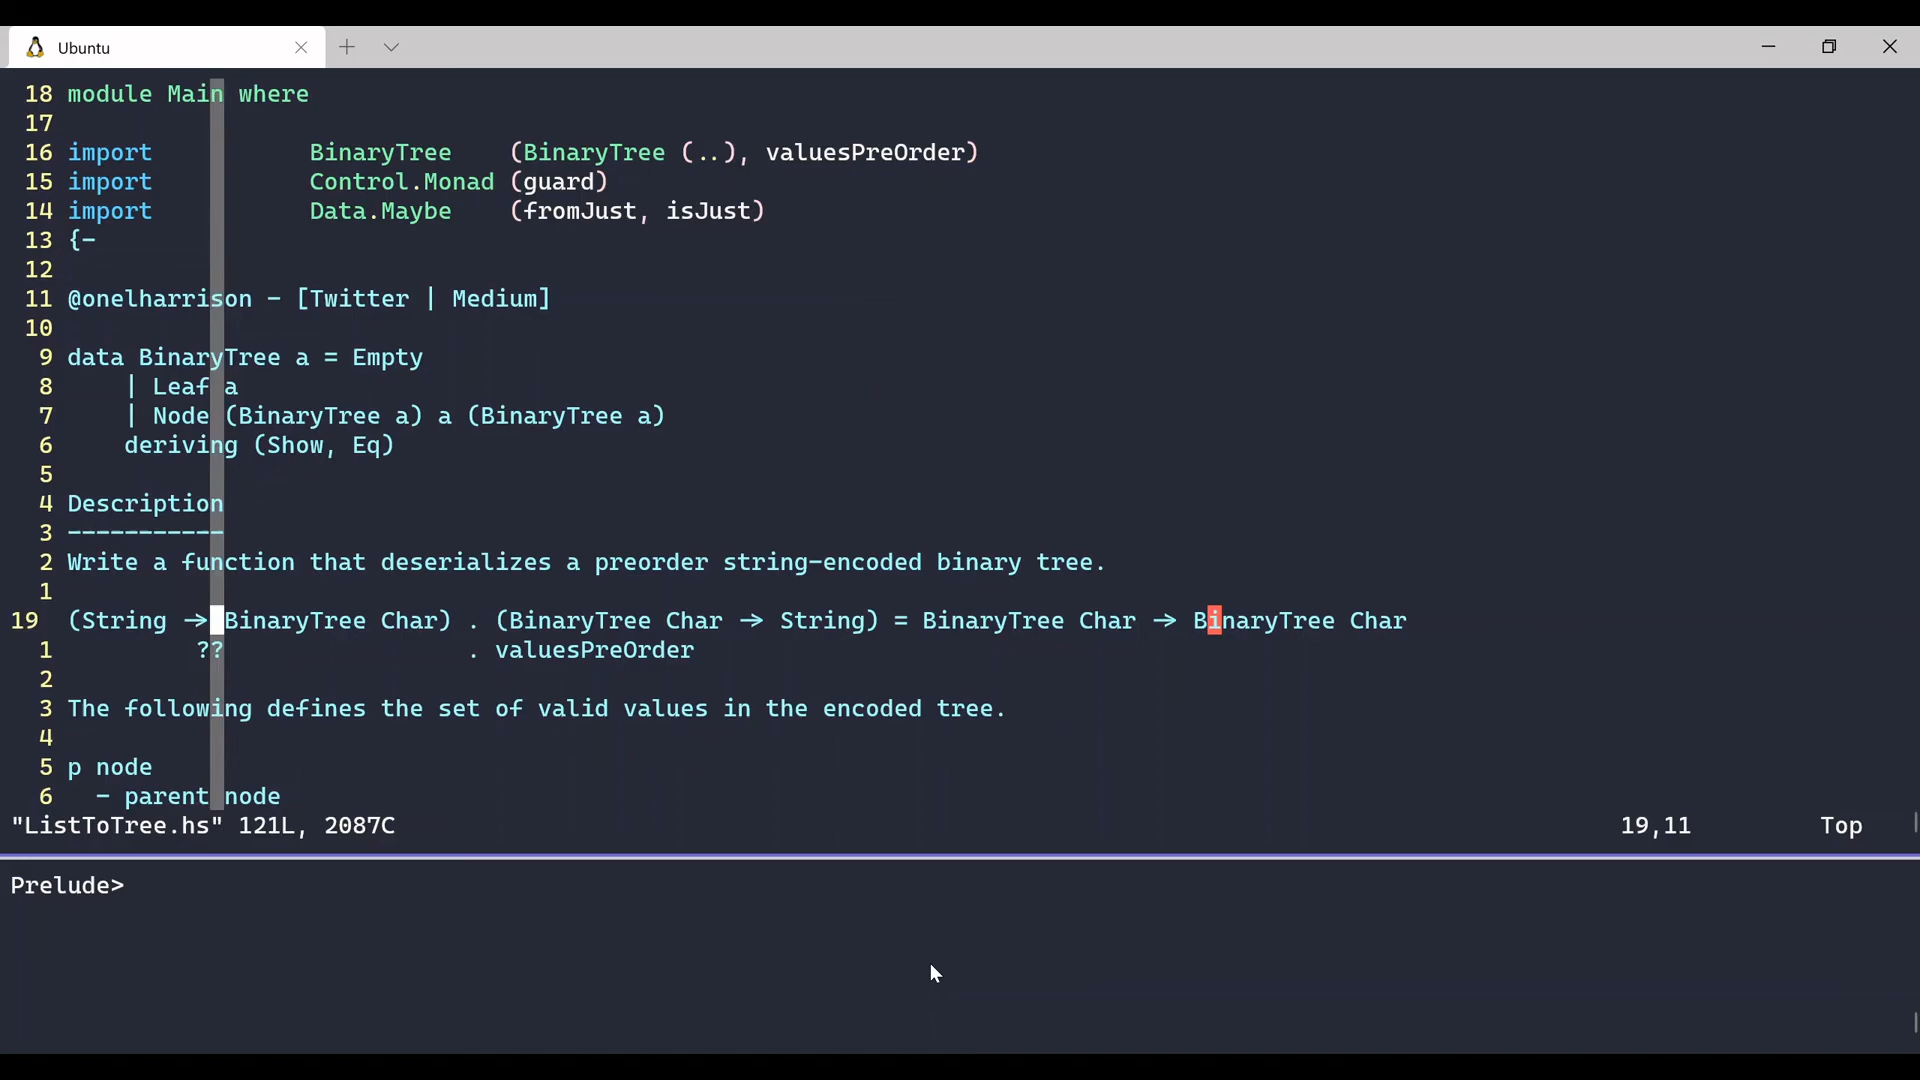 Ubuntu
18 module Main where
17
16 import BinaryTree (BinaryTree (..), valuesPreOrder)
15 import Control.Monad (guard)
14 import Data.Maybe (fromJust, isJust)
13 {-
12
11 @onelharrison - [Twitter | Medium]
10
9 data BinaryTree a = Empty
8 | Leaf a
7 | Node (BinaryTree a) a (BinaryTree a)
6 deriving (Show, Eq)
5
4 Description
3 -----------
2 Write a function that deserializes a preorder string-encoded binary tree.
1
19 (String -> BinaryTree Char) . (BinaryTree Char -> String) = BinaryTree Char -> BinaryTree Char
1 ?? . valuesPreOrder
2
3 The following defines the set of valid values in the encoded tree.
4
5 p node
6 - parent node
"ListToTree.hs" 121L, 2087C 19,11 Top
Prelude>